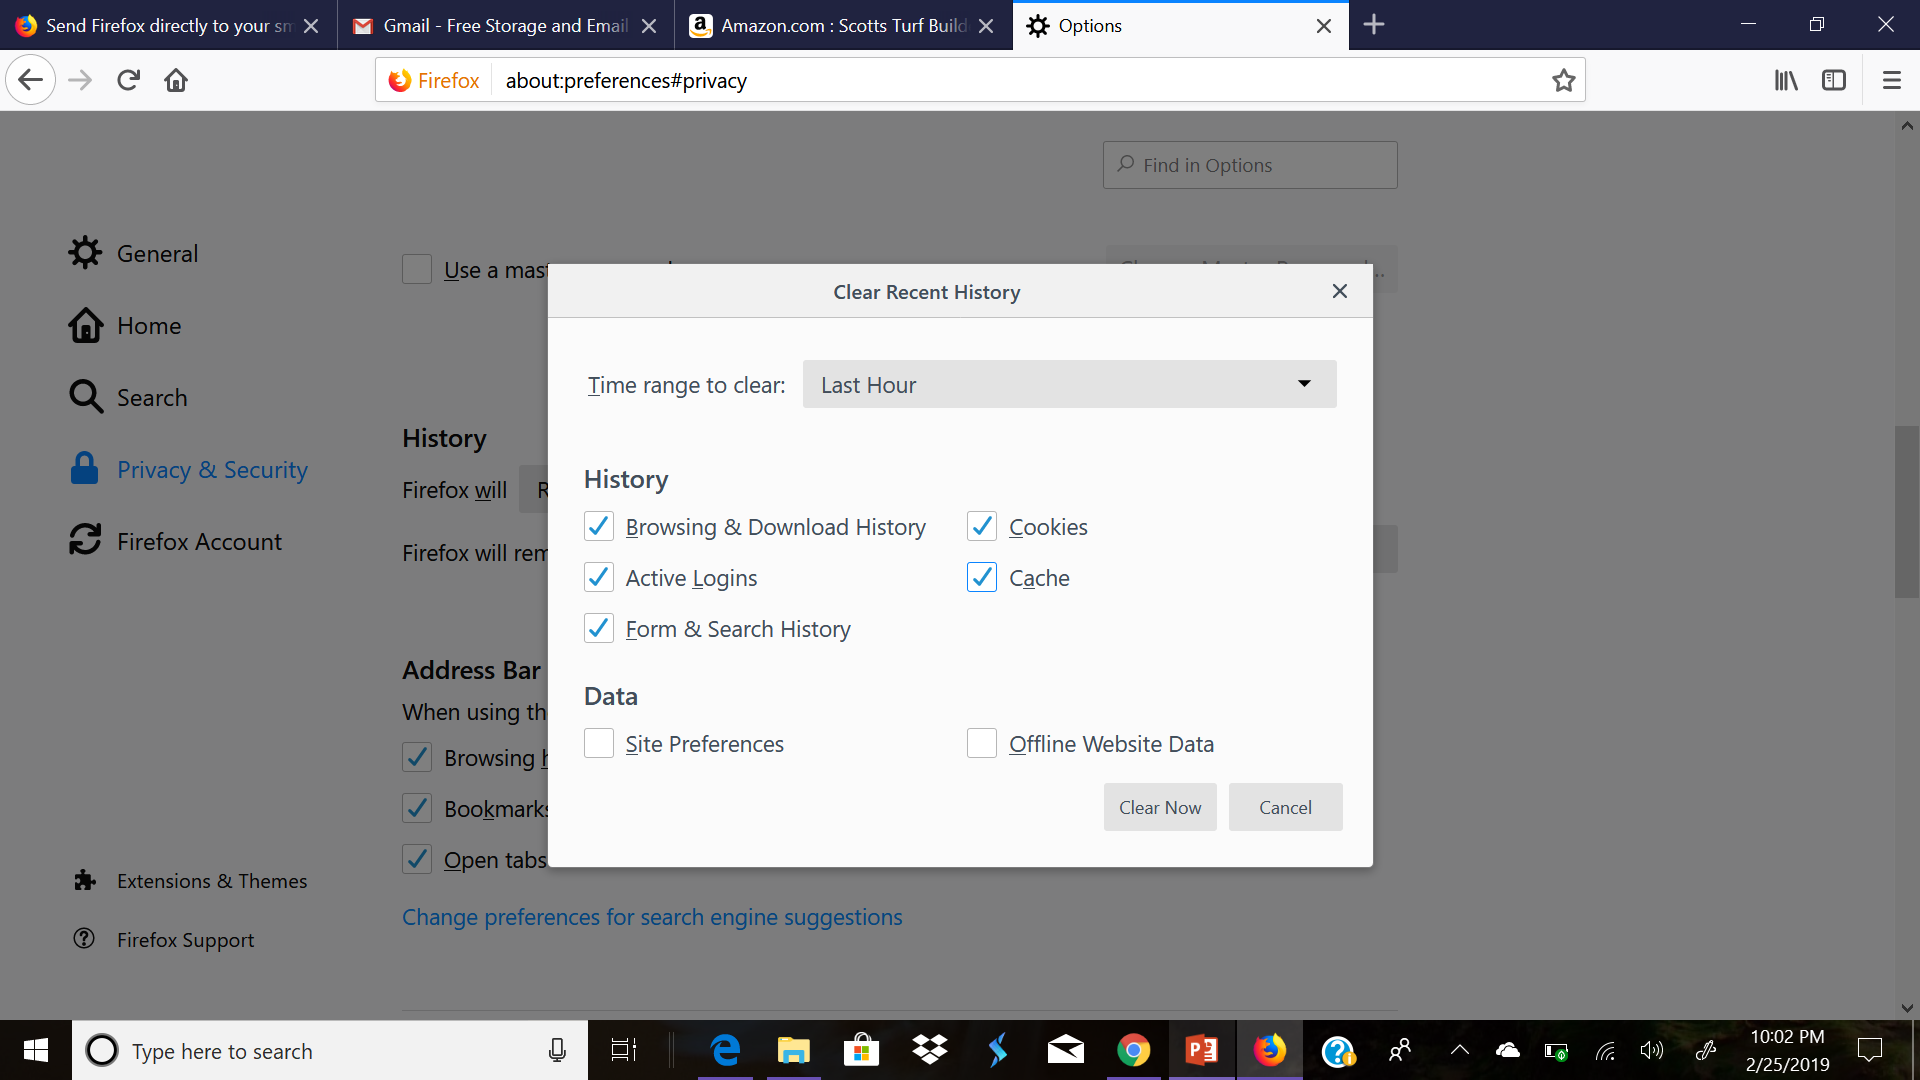 Send Firefox directly to your sm
Gmail - Free Storage and Email
Amazon.com : Scotts Turf Build
Options
Firefox
about:preferences#privacy
Find in Options
General
Home
Search
Privacy & Security
Firefox Account
Extensions & Themes
Firefox Support
Use a mast
History
Firefox will R
Firefox will rem
Address Bar
When using th
Browsing h
Bookmarks
Open tabs
Change preferences for search engine suggestions
Clear Recent History
Time range to clear: Last Hour
History
Browsing & Download History
Cookies
Active Logins
Cache
Form & Search History
Data
Site Preferences
Offline Website Data
Clear Now
Cancel
Type here to search
10:02 PM
2/25/2019